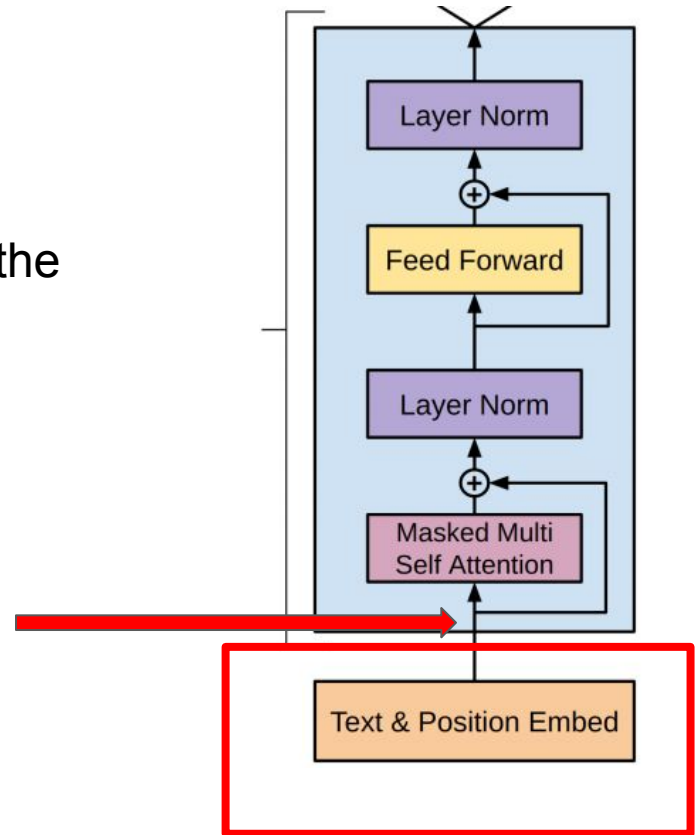 Layer Norm
+
the
Feed Forward
Layer Norm
+
Masked Multi
Self Attention
Text & Position Embed